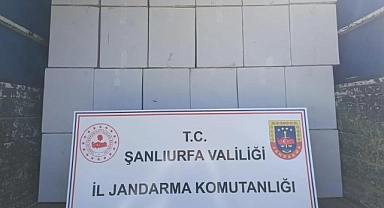 T.C.
ŞANLIURFA VALİLİĞİ
İL JANDARMA KOMUTANLIĞI